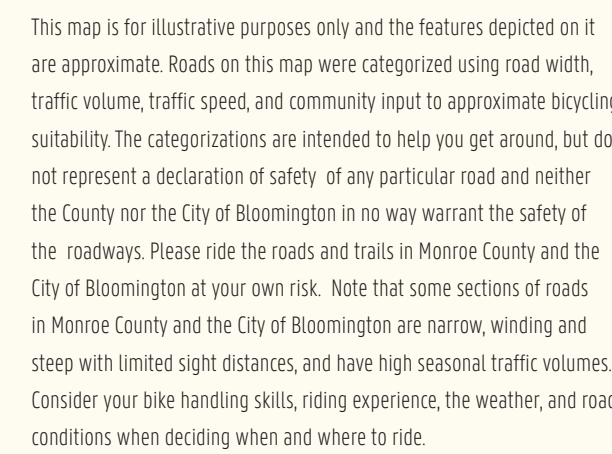 This map is for illustrative purposes only and the features depicted on it
are approximate. Roads on this map were categorized using road width,
traffic volume, traffic speed, and community input to approximate bicycling
suitability. The categorizations are intended to help you get around, but do
not represent a declaration of safety  of any particular road and neither
the County nor the City of Bloomington in no way warrant the safety of
the  roadways. Please ride the roads and trails in Monroe County and the
City of Bloomington at your own risk.  Note that some sections of roads
in Monroe County and the City of Bloomington are narrow, winding and
steep with limited sight distances, and have high seasonal traffic volumes.
Consider your bike handling skills, riding experience, the weather, and road
conditions when deciding when and where to ride.